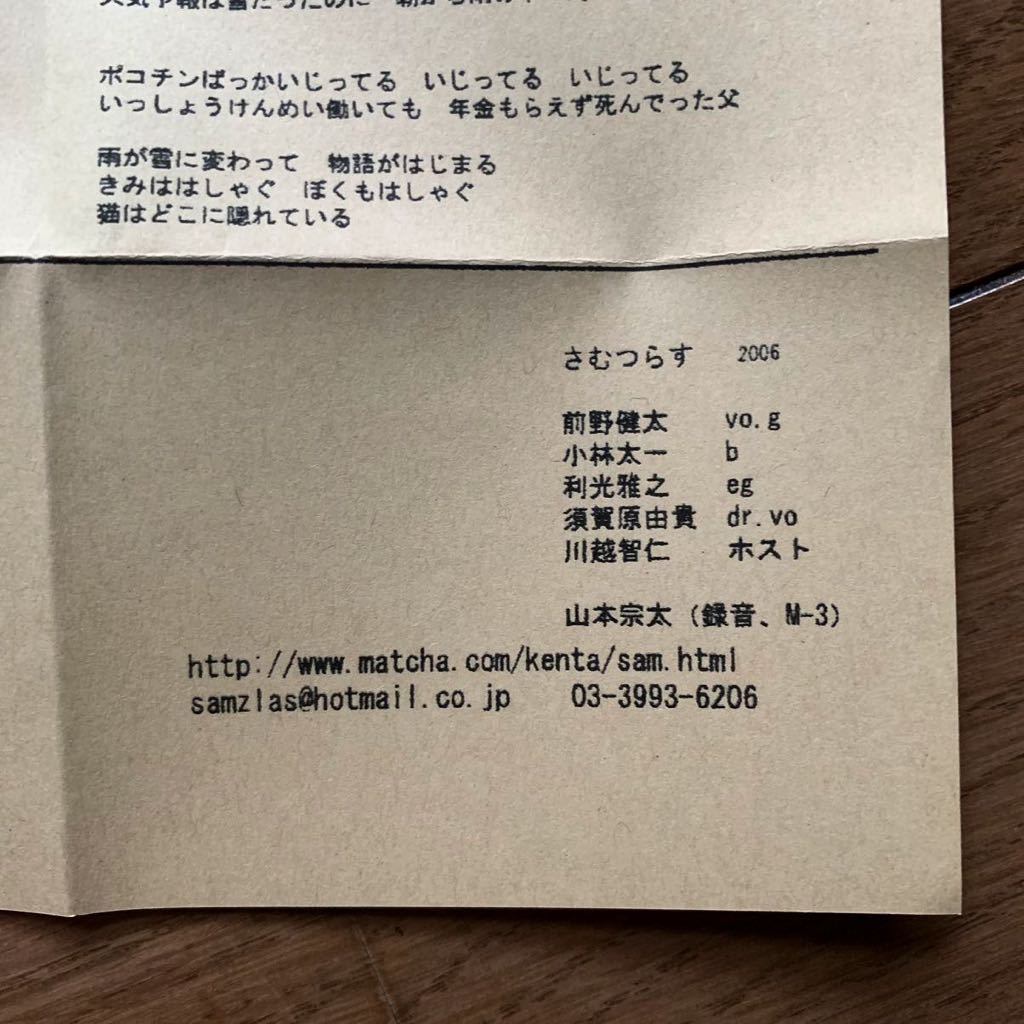 ポコチンばっかいじってる いじってる いじってる
いっしょうけんめい働いても 年金もらえず死んでった父
雨が雪に変わって 物語がはじまる
きみははしゃぐ ぼくもはしゃぐ
猫はどこに隠れている
さむつらす 2006
前野健太 vo.g
小林太一 b
利光雅之 eg
須賀原由貴 dr.vo
川越智仁 ホスト
山本宗太（録音、M-3）
http://www.matcha.com/kenta/sam.html
samzlas@hotmail.co.jp 03-3993-6206